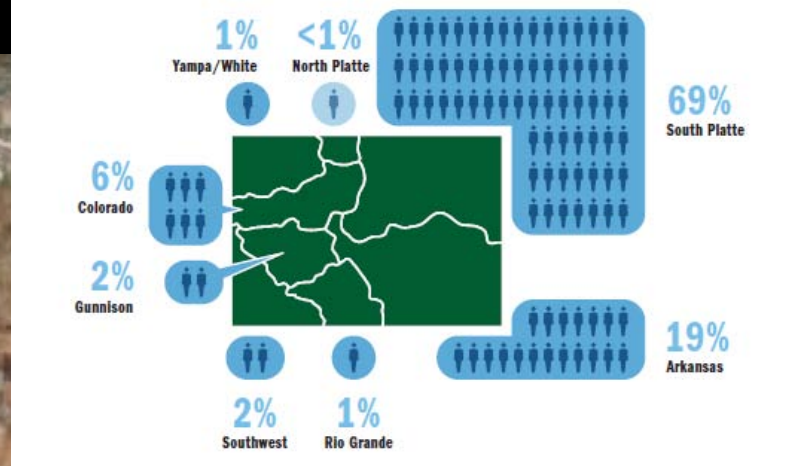 1%
Yampa/White
<1%
North Platte
69%
South Platte
6%
Colorado
2%
Gunnison
19%
Arkansas
2%
Southwest
1%
Rio Grande